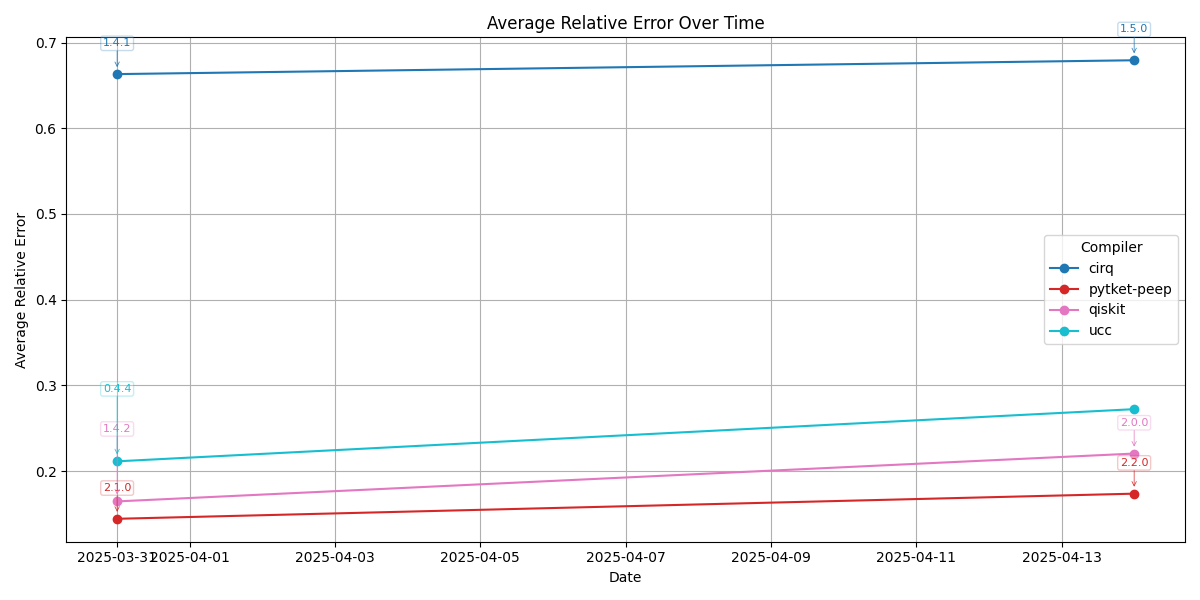 Average Relative Error Over Time
1.4.1
1.5.0
0.7
0.6
0.5
0.4
0.3
0.2
Average Relative Error
0.4.4
1.4.2
2.1.0
2.0.0
2.2.0
Compiler
cirq
pytket-peep
qiskit
ucc
2025-03-31 2025-04-01 2025-04-03 2025-04-05 2025-04-07 2025-04-09 2025-04-11 2025-04-13
Date